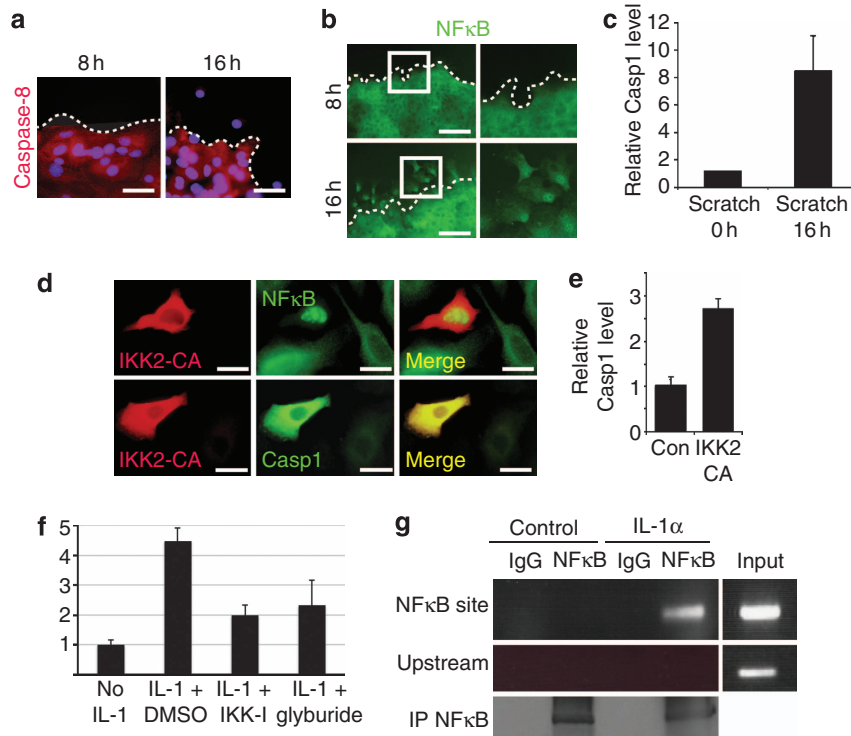 a
8 h
16 h
Caspase-8
b
NFκB
8 h
16 h
c
Relative Casp1 level
12
10
8
6
4
2
0
Scratch 0 h
Scratch 16 h
d
IKK2-CA
NFκB
Merge
IKK2-CA
Casp1
Merge
e
Relative Casp1 level
3
2
1
0
Con
IKK2 CA
f
5
4
3
2
1
No IL-1
IL-1 + DMSO
IL-1 + IKK-I
IL-1 + glyburide
g
Control
IL-1α
IgG
NFκB
IgG
NFκB
Input
NFκB site
Upstream
IP NFκB